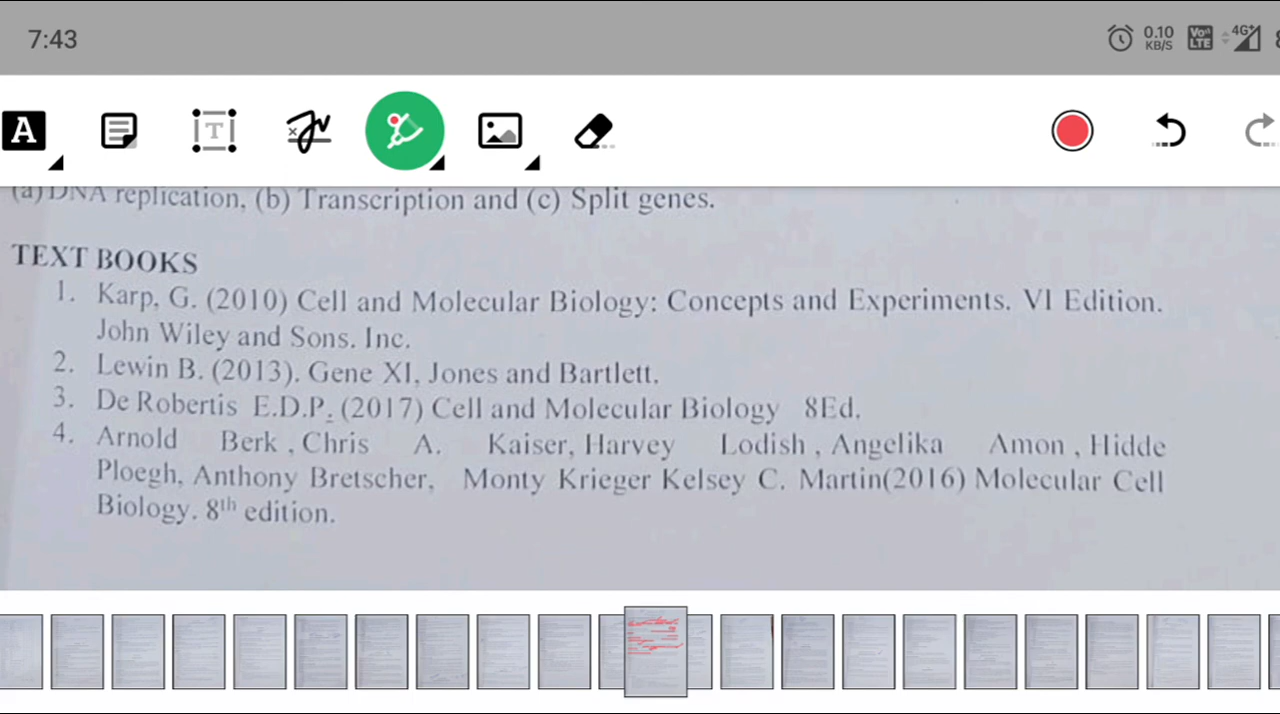 7:43
0.10
KB/S
Vo
LTE
4G+
A
T
(a) DNA replication, (b) Transcription and (c) Split genes.
TEXT BOOKS
1. Karp, G. (2010) Cell and Molecular Biology: Concepts and Experiments. VI Edition.
John Wiley and Sons. Inc.
2. Lewin B. (2013). Gene XI, Jones and Bartlett.
3. De Robertis E.D.P. (2017) Cell and Molecular Biology 8Ed.
4. Arnold Berk , Chris A. Kaiser, Harvey Lodish , Angelika Amon , Hidde
Ploegh, Anthony Bretscher, Monty Krieger Kelsey C. Martin(2016) Molecular Cell
Biology. 8th edition.